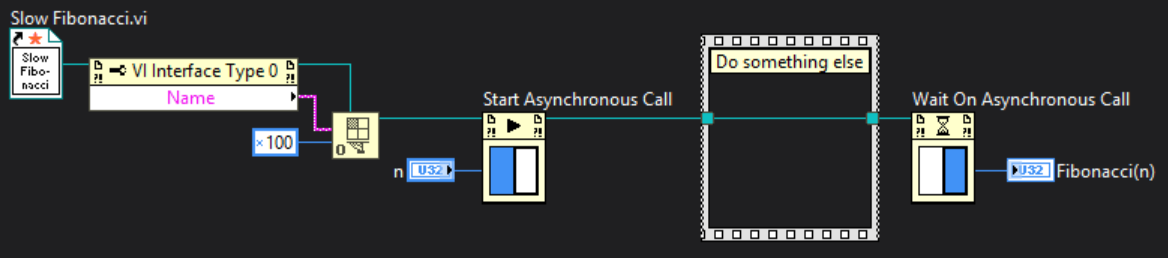 Slow Fibonacci.vi
Slow
Fibo-
nacci
?! VI Interface Type 0 ?!
Name
×100
0
Start Asynchronous Call
?! ?!
n U32
Do something else
Wait On Asynchronous Call
?! ?!
U32 Fibonacci(n)